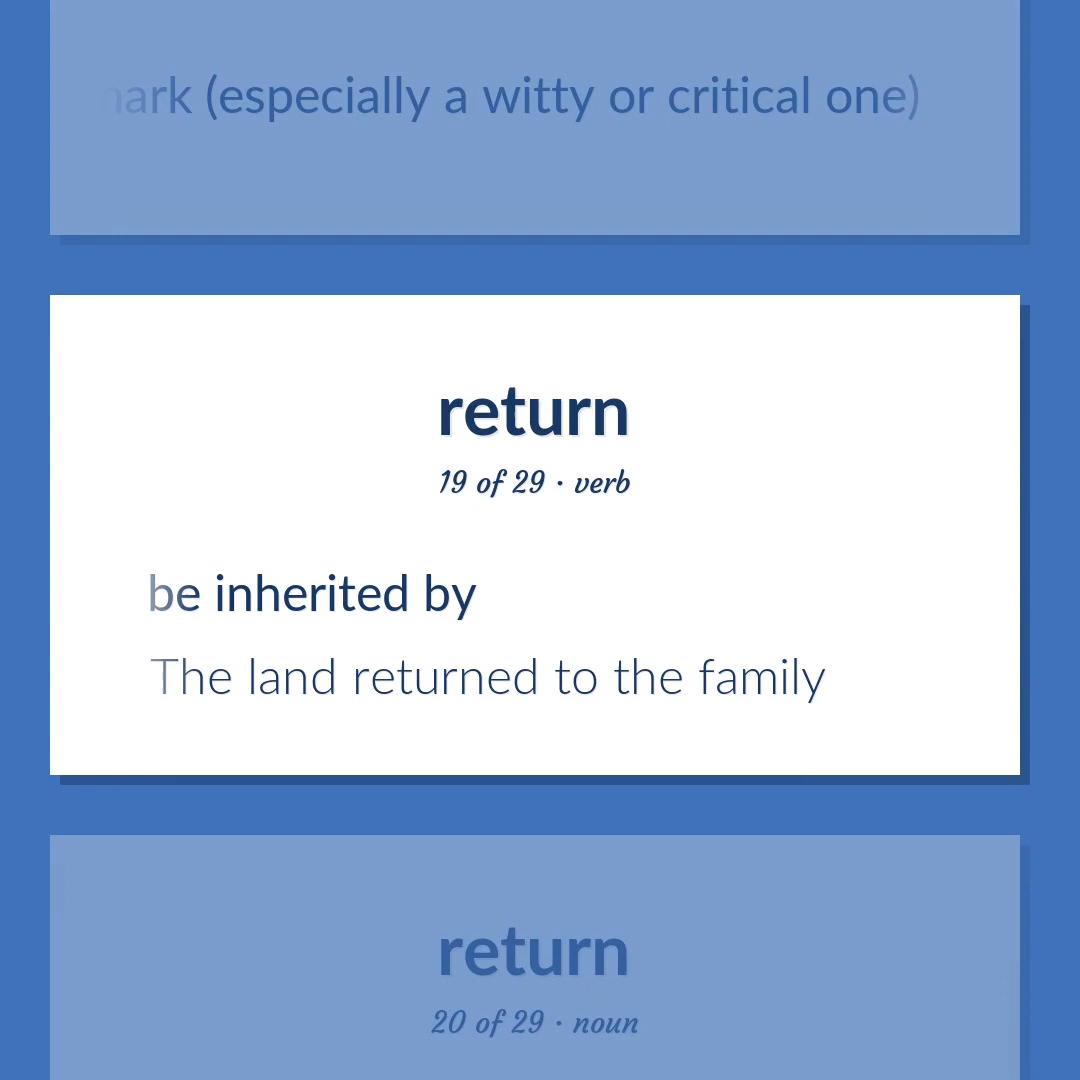 (especially a witty or critical one)
return
19 of 29 · verb
be inherited by
The land returned to the family
return
20 of 29 · noun